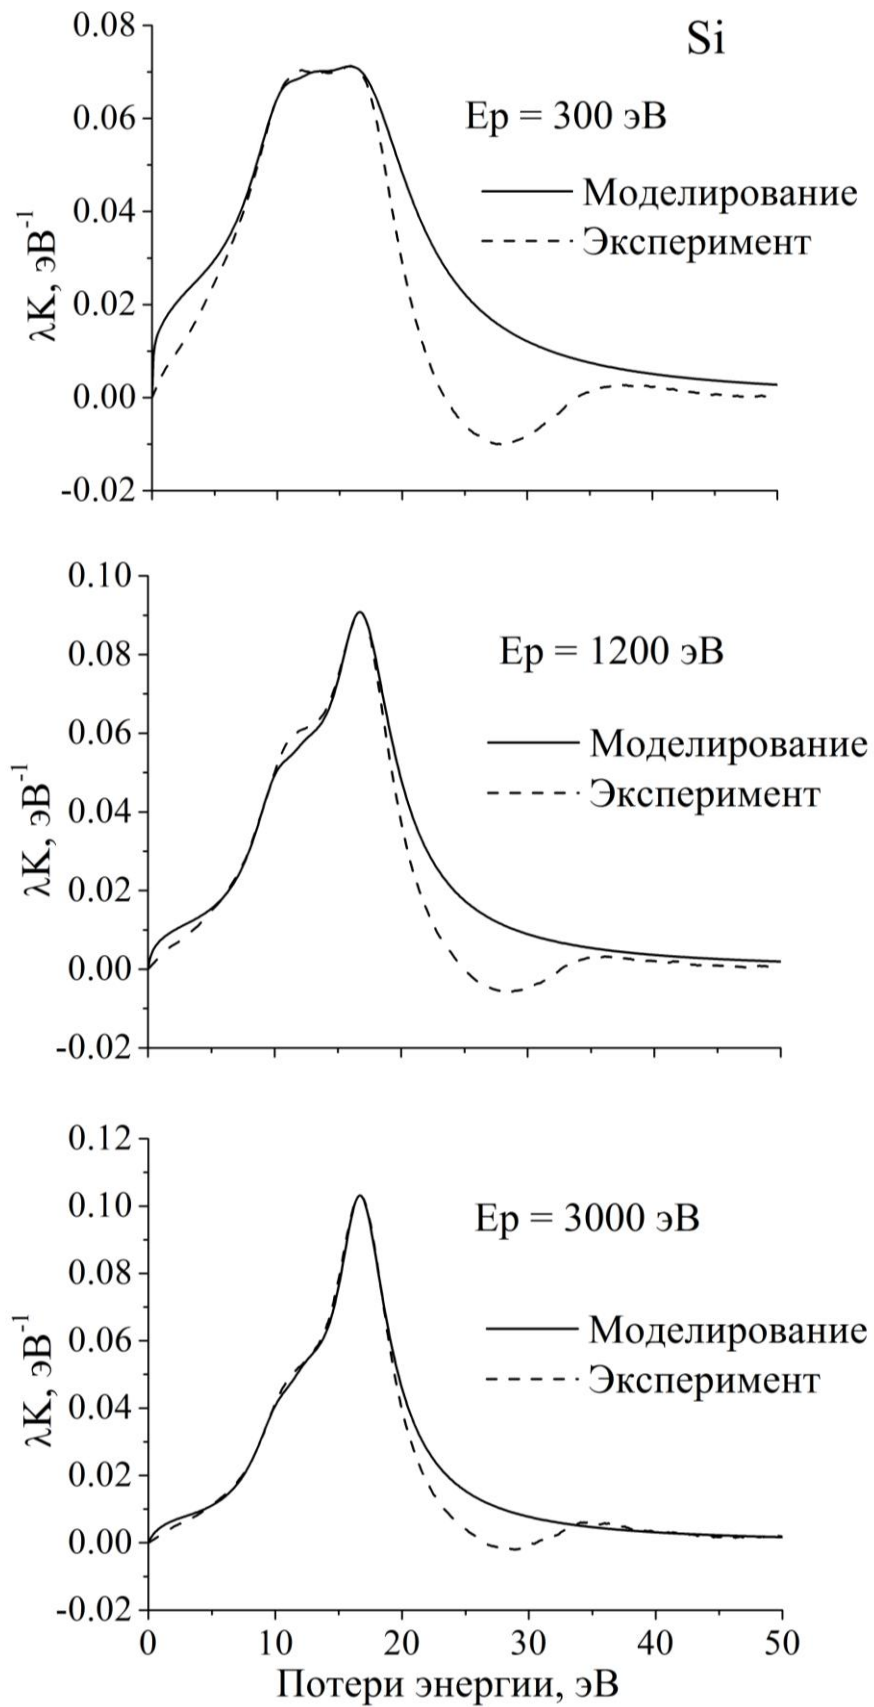 Si
Ep = 300 эВ
Моделирование
Эксперимент
λK, эВ⁻¹
0.08
0.06
0.04
0.02
0.00
-0.02
Ep = 1200 эВ
Моделирование
Эксперимент
λK, эВ⁻¹
0.10
0.08
0.06
0.04
0.02
0.00
-0.02
Ep = 3000 эВ
Моделирование
Эксперимент
λK, эВ⁻¹
0.12
0.10
0.08
0.06
0.04
0.02
0.00
-0.02
0 10 20 30 40 50
Потери энергии, эВ